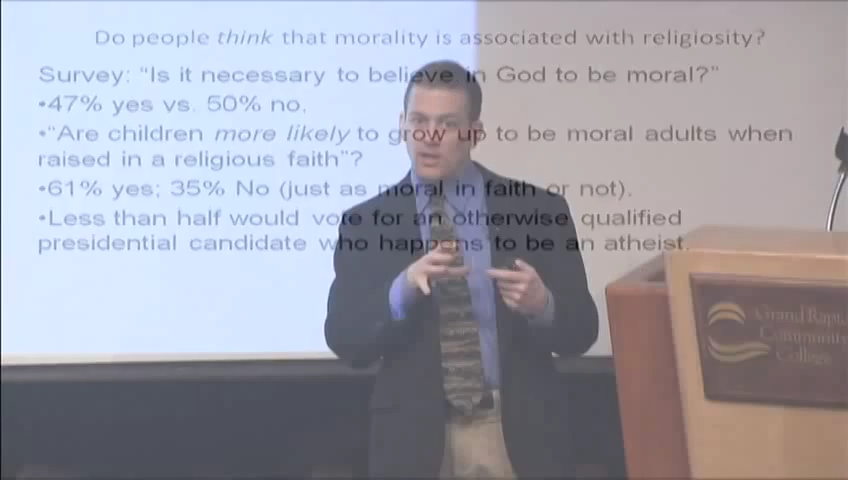 Do people think that morality is associated with religiosity?
Survey: “Is it necessary to believe in God to be moral?”
•47% yes vs. 50% no.
•“Are children more likely to grow up to be moral adults when
raised in a religious faith”?
•61% yes; 35% No (just as moral in faith or not).
•Less than half would vote for an otherwise qualified
presidential candidate who happens to be an atheist.
Grand Rapids
Community
College